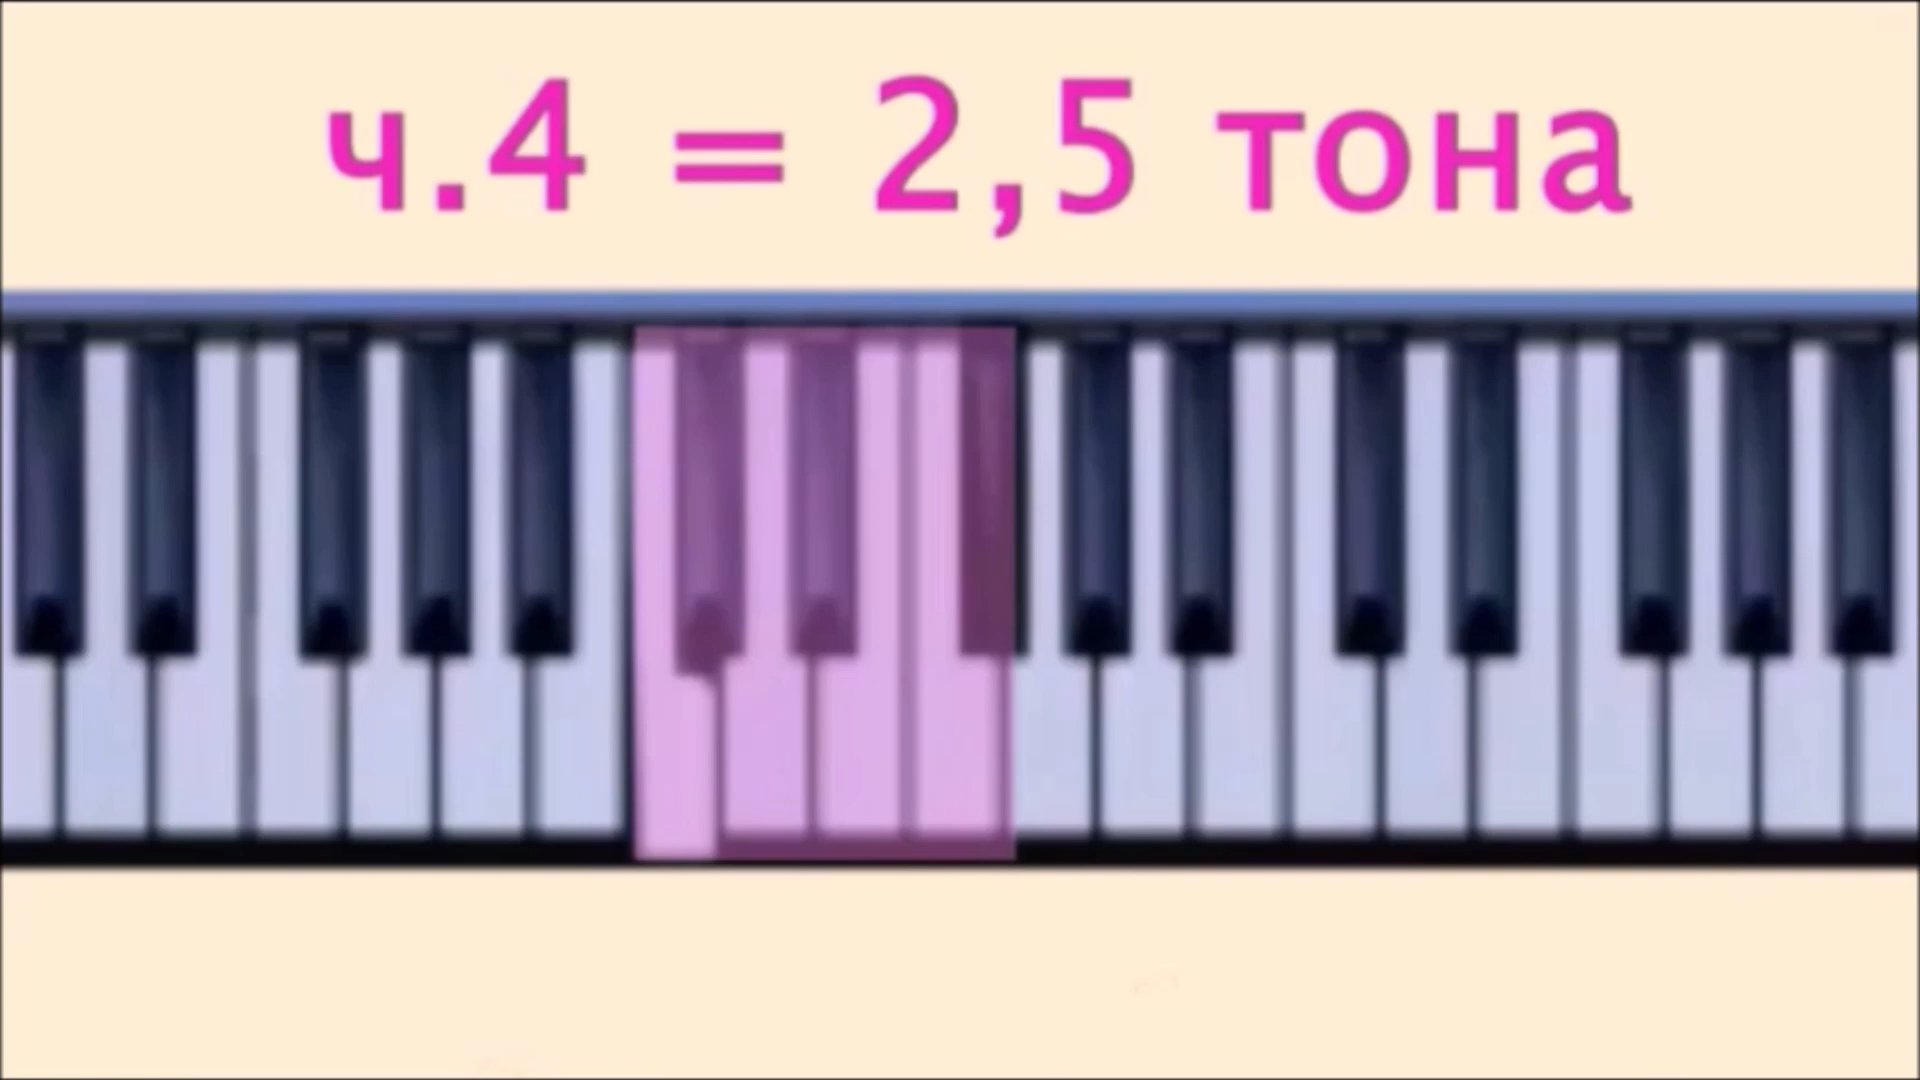 ч.4 = 2,5 тона